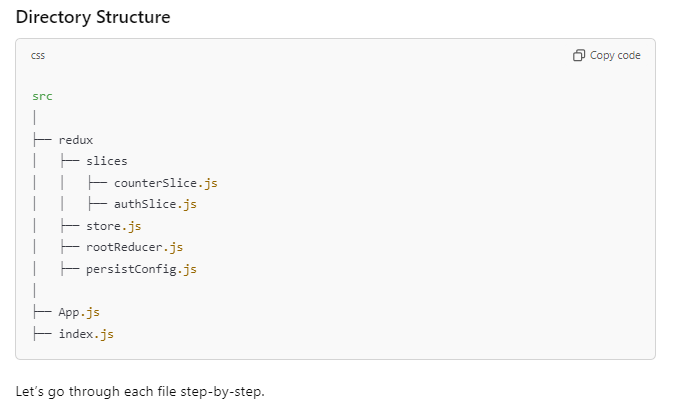 Directory Structure
css Copy code
src
│
├── redux
│   ├── slices
│   │   ├── counterSlice.js
│   │   ├── authSlice.js
│   ├── store.js
│   ├── rootReducer.js
│   ├── persistConfig.js
│
├── App.js
├── index.js
Let's go through each file step-by-step.